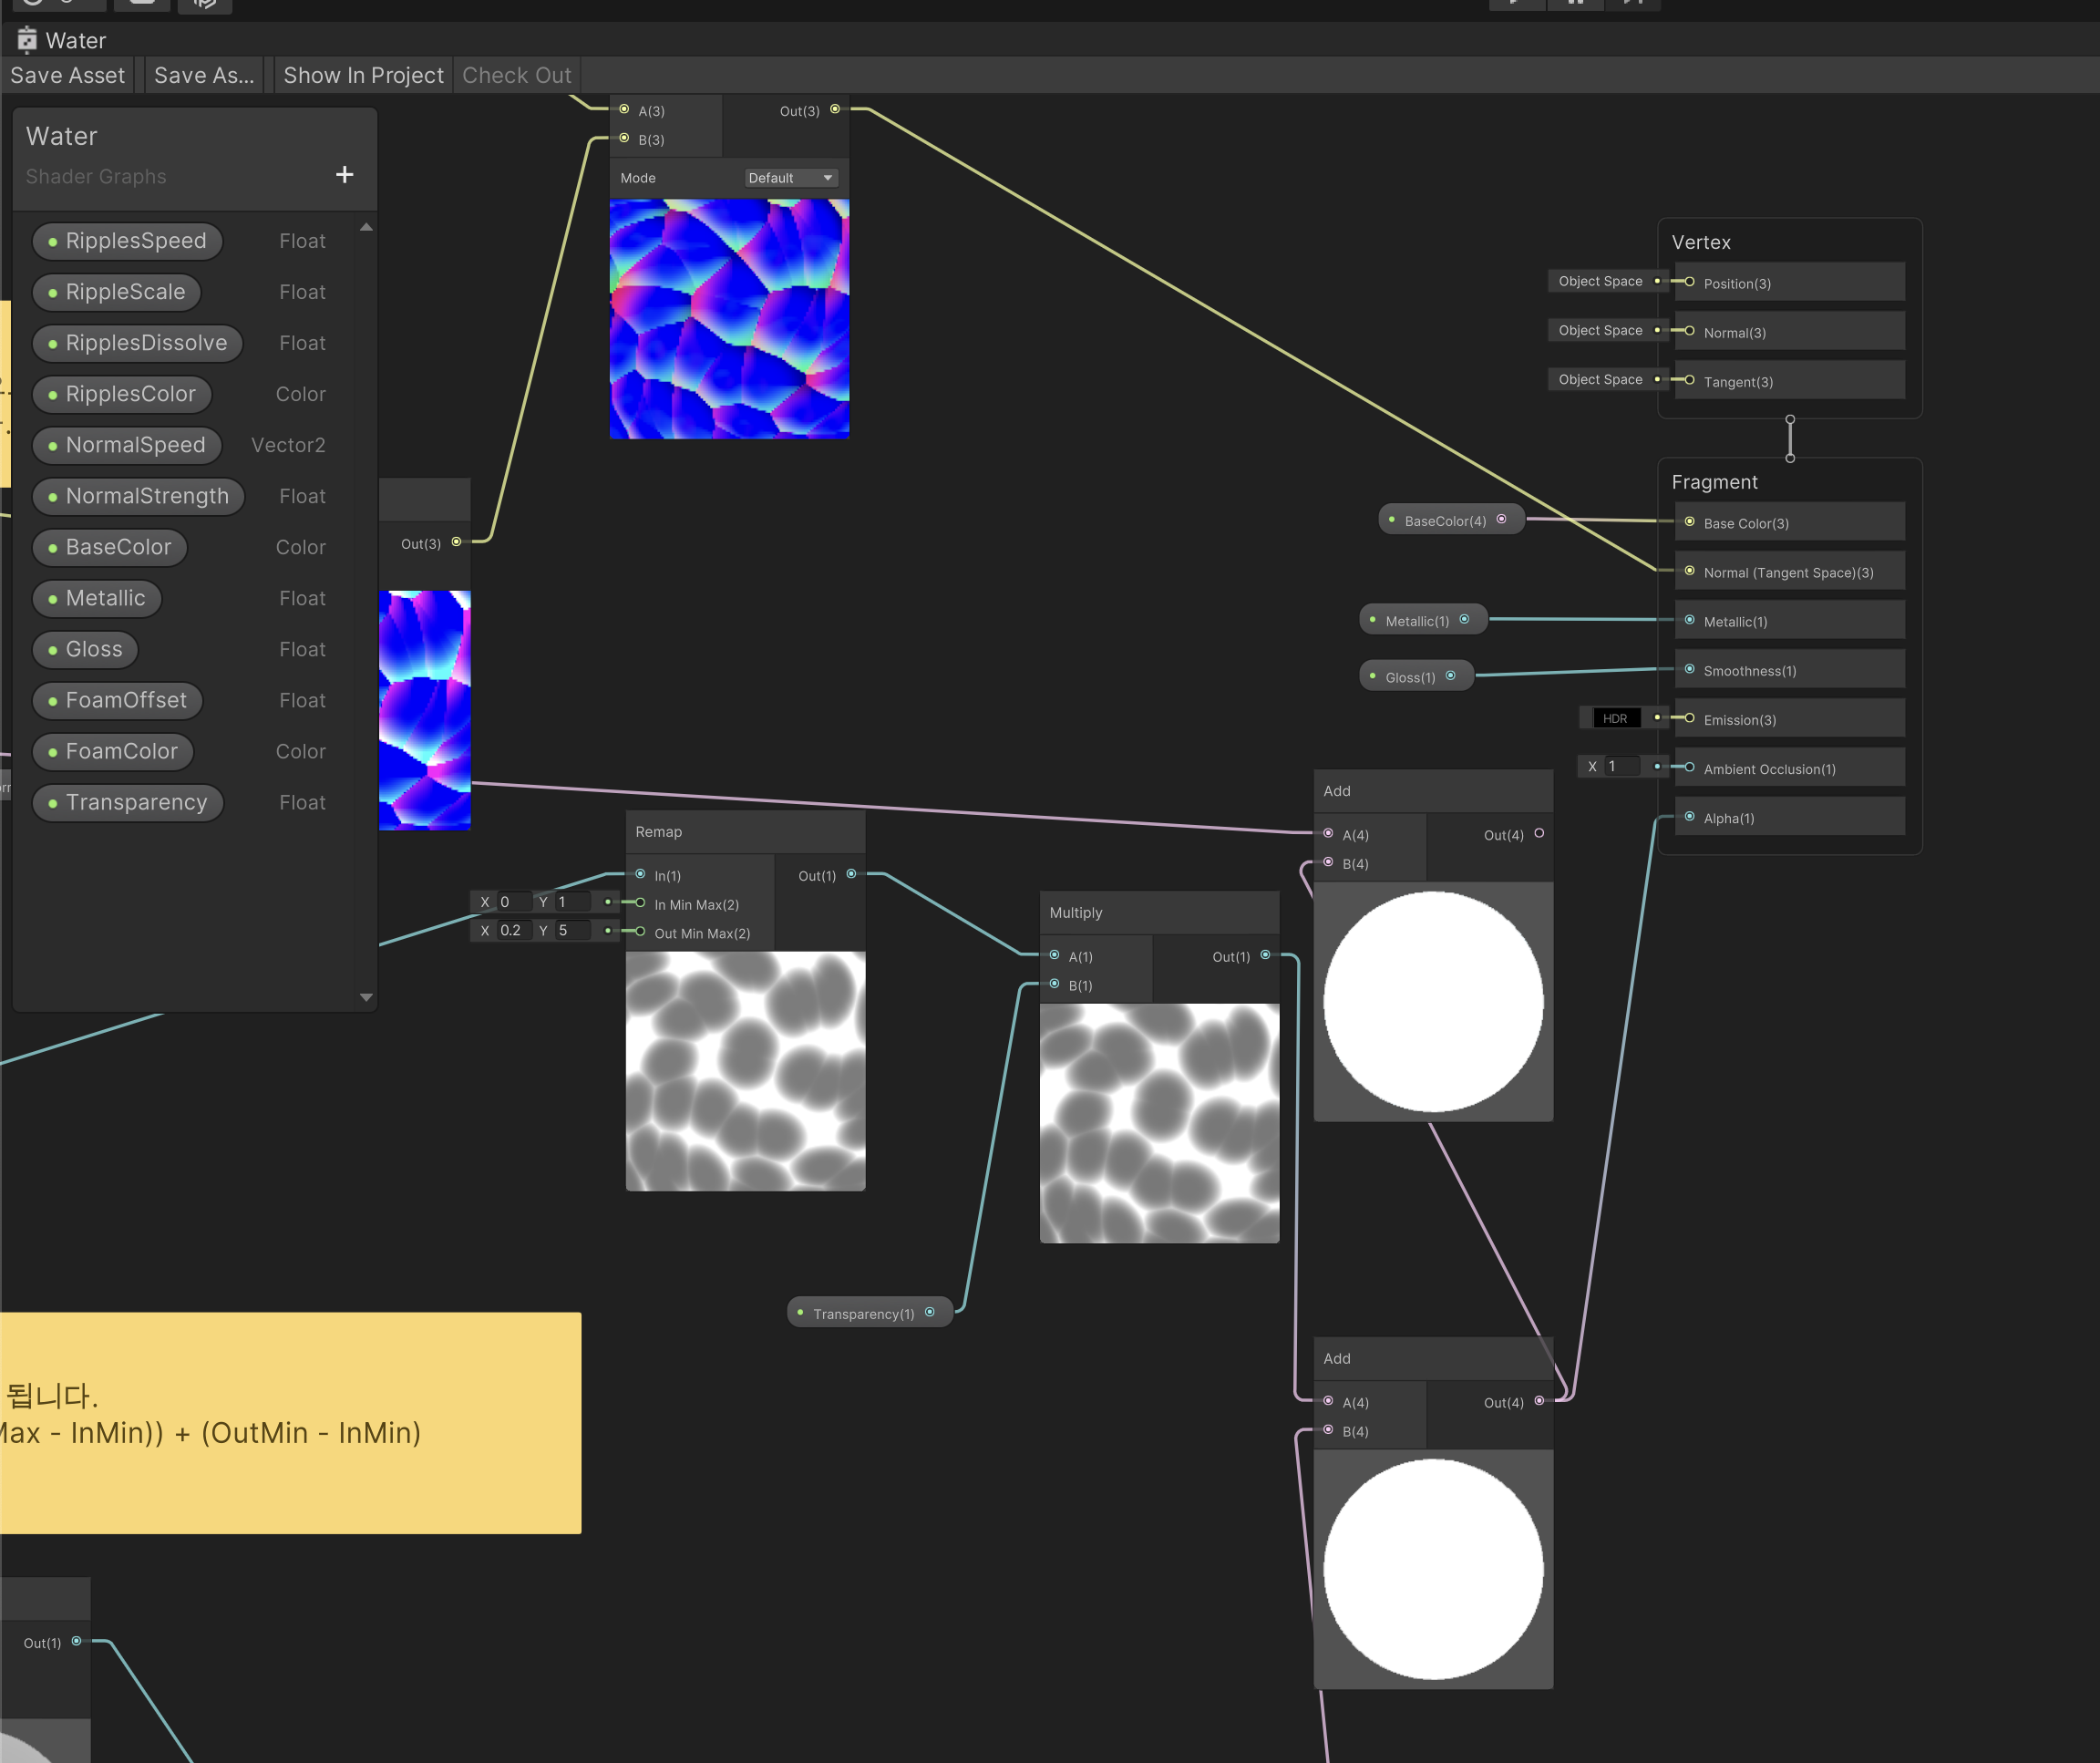 Water
Save Asset
Save As...
Show In Project
Check Out
Water
Shader Graphs
+
RipplesSpeed Float
RippleScale Float
RipplesDissolve Float
RipplesColor Color
NormalSpeed Vector2
NormalStrength Float
BaseColor Color
Metallic Float
Gloss Float
FoamOffset Float
FoamColor Color
Transparency Float
A(3) Out(3)
B(3)
Mode Default
Out(3)
Vertex
Object Space Position(3)
Object Space Normal(3)
Object Space Tangent(3)
Fragment
BaseColor(4) Base Color(3)
Normal (Tangent Space)(3)
Metallic(1) Metallic(1)
Gloss(1) Smoothness(1)
HDR Emission(3)
X 1 Ambient Occlusion(1)
Alpha(1)
Remap
In(1) Out(1)
X 0 Y 1 In Min Max(2)
X 0.2 Y 5 Out Min Max(2)
Multiply
A(1) Out(1)
B(1)
Add
A(4) Out(4)
B(4)
Transparency(1)
Add
A(4) Out(4)
B(4)
됩니다.
Max - InMin)) + (OutMin - InMin)
Out(1)